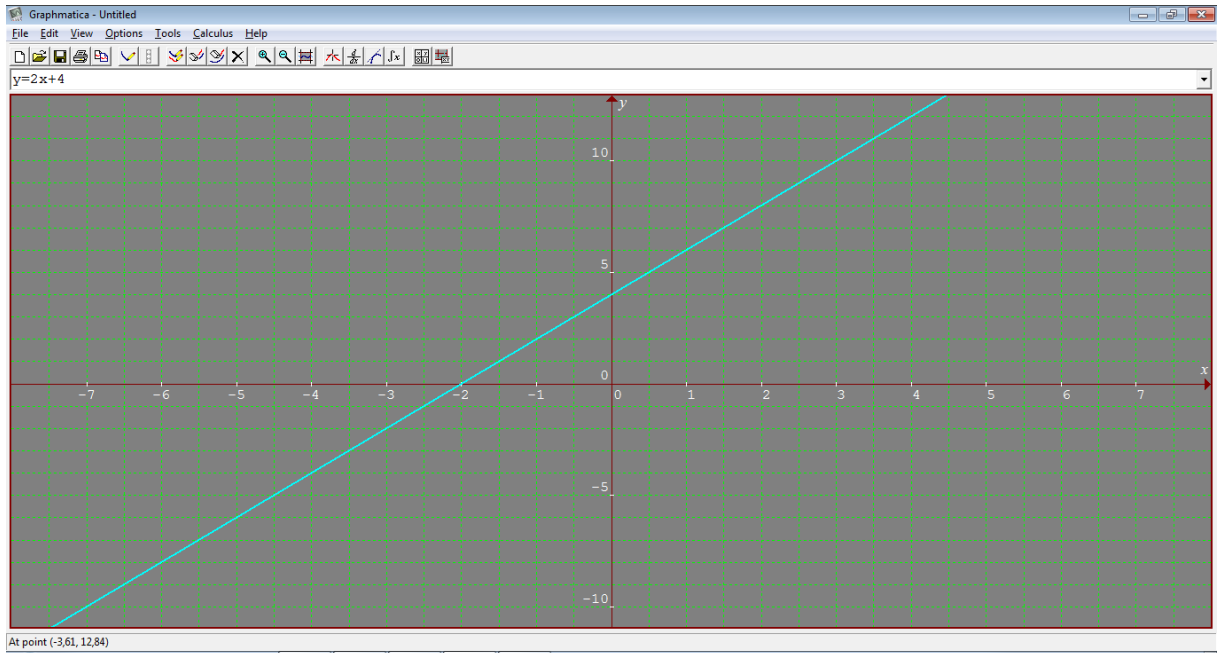 Graphmatica - Untitled
File Edit View Options Tools Calculus Help
y=2x+4
y
10
5
0
x
-7 -6 -5 -4 -3 -2 -1 0 1 2 3 4 5 6 7
-5
-10
At point (-3,61, 12,84)